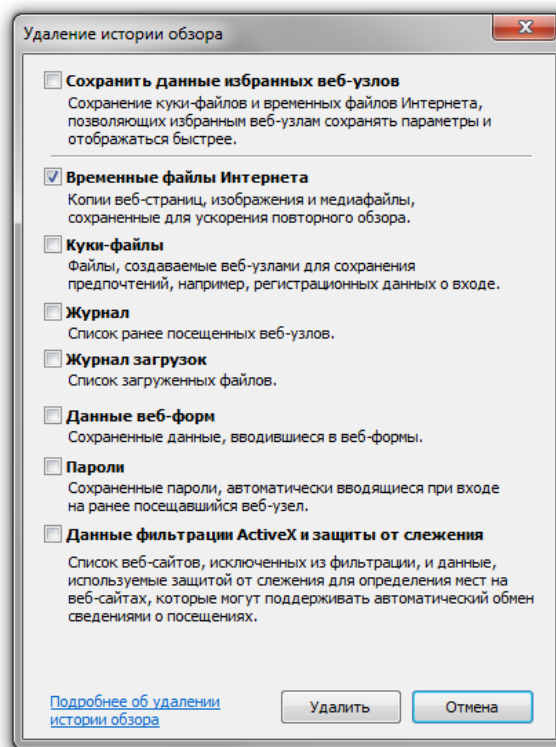 Удаление истории обзора
Сохранить данные избранных веб-узлов
Сохранение куки-файлов и временных файлов Интернета,
позволяющих избранным веб-узлам сохранять параметры и
отображаться быстрее.
Временные файлы Интернета
Копии веб-страниц, изображения и медиафайлы,
сохраненные для ускорения повторного обзора.
Куки-файлы
Файлы, создаваемые веб-узлами для сохранения
предпочтений, например, регистрационных данных о входе.
Журнал
Список ранее посещенных веб-узлов.
Журнал загрузок
Список загруженных файлов.
Данные веб-форм
Сохраненные данные, вводившиеся в веб-формы.
Пароли
Сохраненные пароли, автоматически вводящиеся при входе
на ранее посещавшийся веб-узел.
Данные фильтрации ActiveX и защиты от слежения
Список веб-сайтов, исключенных из фильтрации, и данные,
используемые защитой от слежения для определения мест на
веб-сайтах, которые могут поддерживать автоматический обмен
сведениями о посещениях.
Подробнее об удалении
истории обзора
Удалить
Отмена